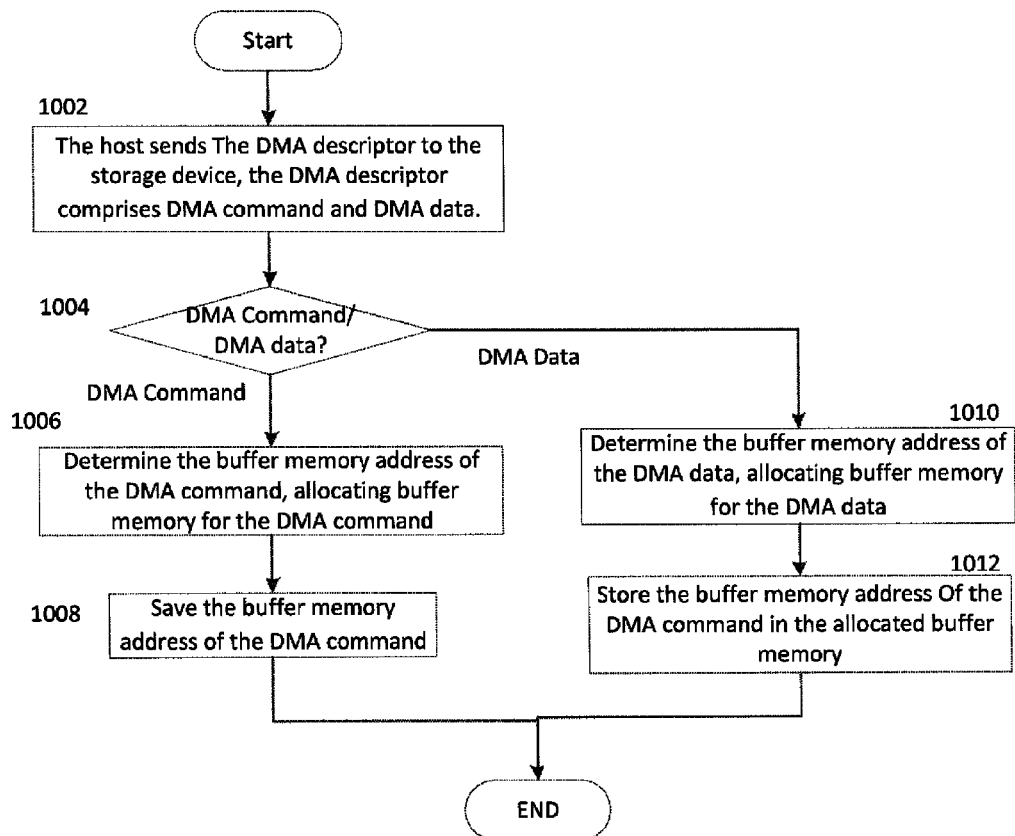 Start
1002
The host sends The DMA descriptor to the
storage device, the DMA descriptor
comprises DMA command and DMA data.
1004
DMA Command/
DMA data?
DMA Data
DMA Command
1006
Determine the buffer memory address of
the DMA command, allocating buffer
memory for the DMA command
1010
Determine the buffer memory address of
the DMA data, allocating buffer memory
for the DMA data
1008
Save the buffer memory
address of the DMA command
1012
Store the buffer memory address Of the
DMA command in the allocated buffer
memory
END